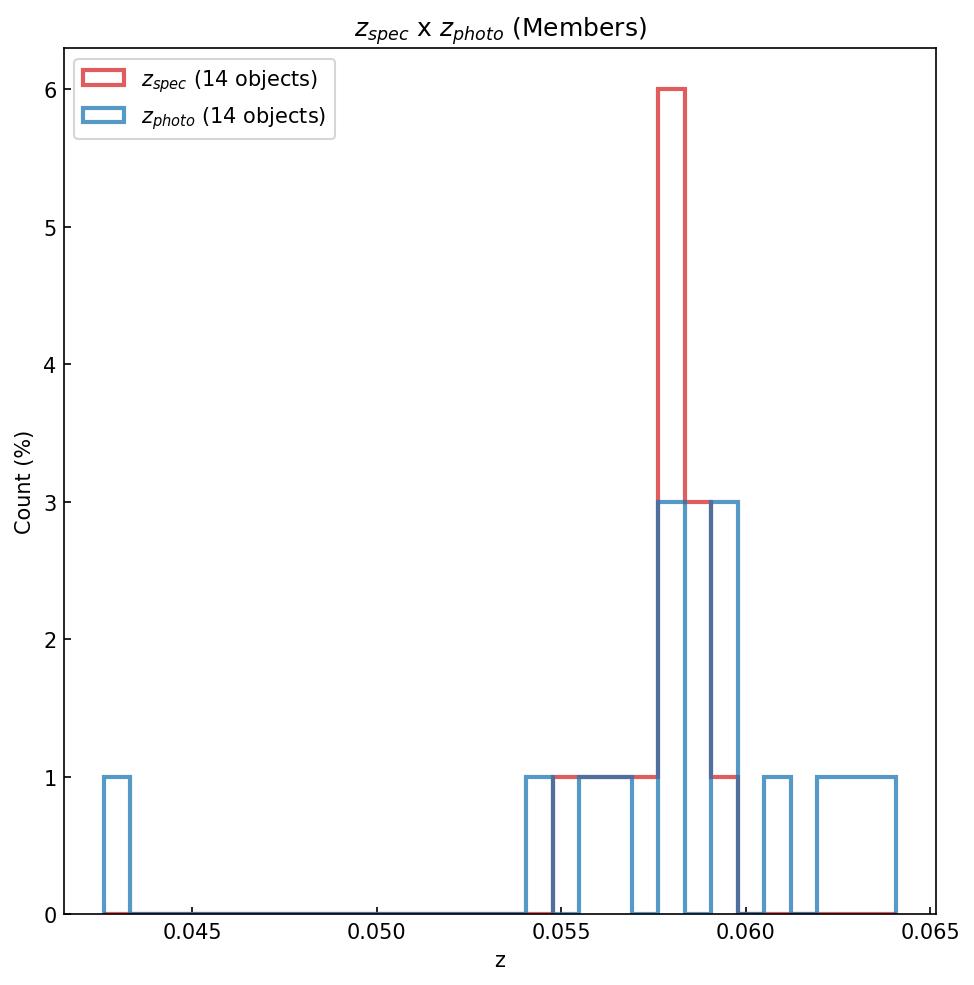 z_spec x z_photo (Members)
z_spec (14 objects)
z_photo (14 objects)
Count (%)
6
5
4
3
2
1
0
0.045 0.050 0.055 0.060 0.065
z